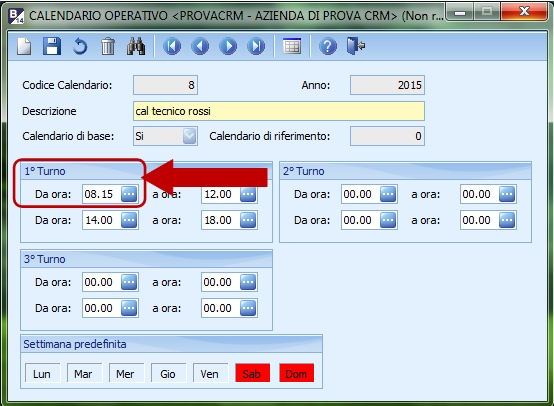 B.
14
CALENDARIO OPERATIVO <PROVACRM - AZIENDA DI PROVA CRM> (Non r...
Codice Calendario: 8 Anno: 2015
Descrizione cal tecnico rossi
Calendario di base: Si Calendario di riferimento: 0
1° Turno
Da ora: 08.15 ... a ora: 12.00 ...
Da ora: 14.00 ... a ora: 18.00 ...
2° Turno
Da ora: 00.00 ... a ora: 00.00 ...
Da ora: 00.00 ... a ora: 00.00 ...
3° Turno
Da ora: 00.00 ... a ora: 00.00 ...
Da ora: 00.00 ... a ora: 00.00 ...
Settimana predefinita
Lun Mar Mer Gio Ven Sab Dom